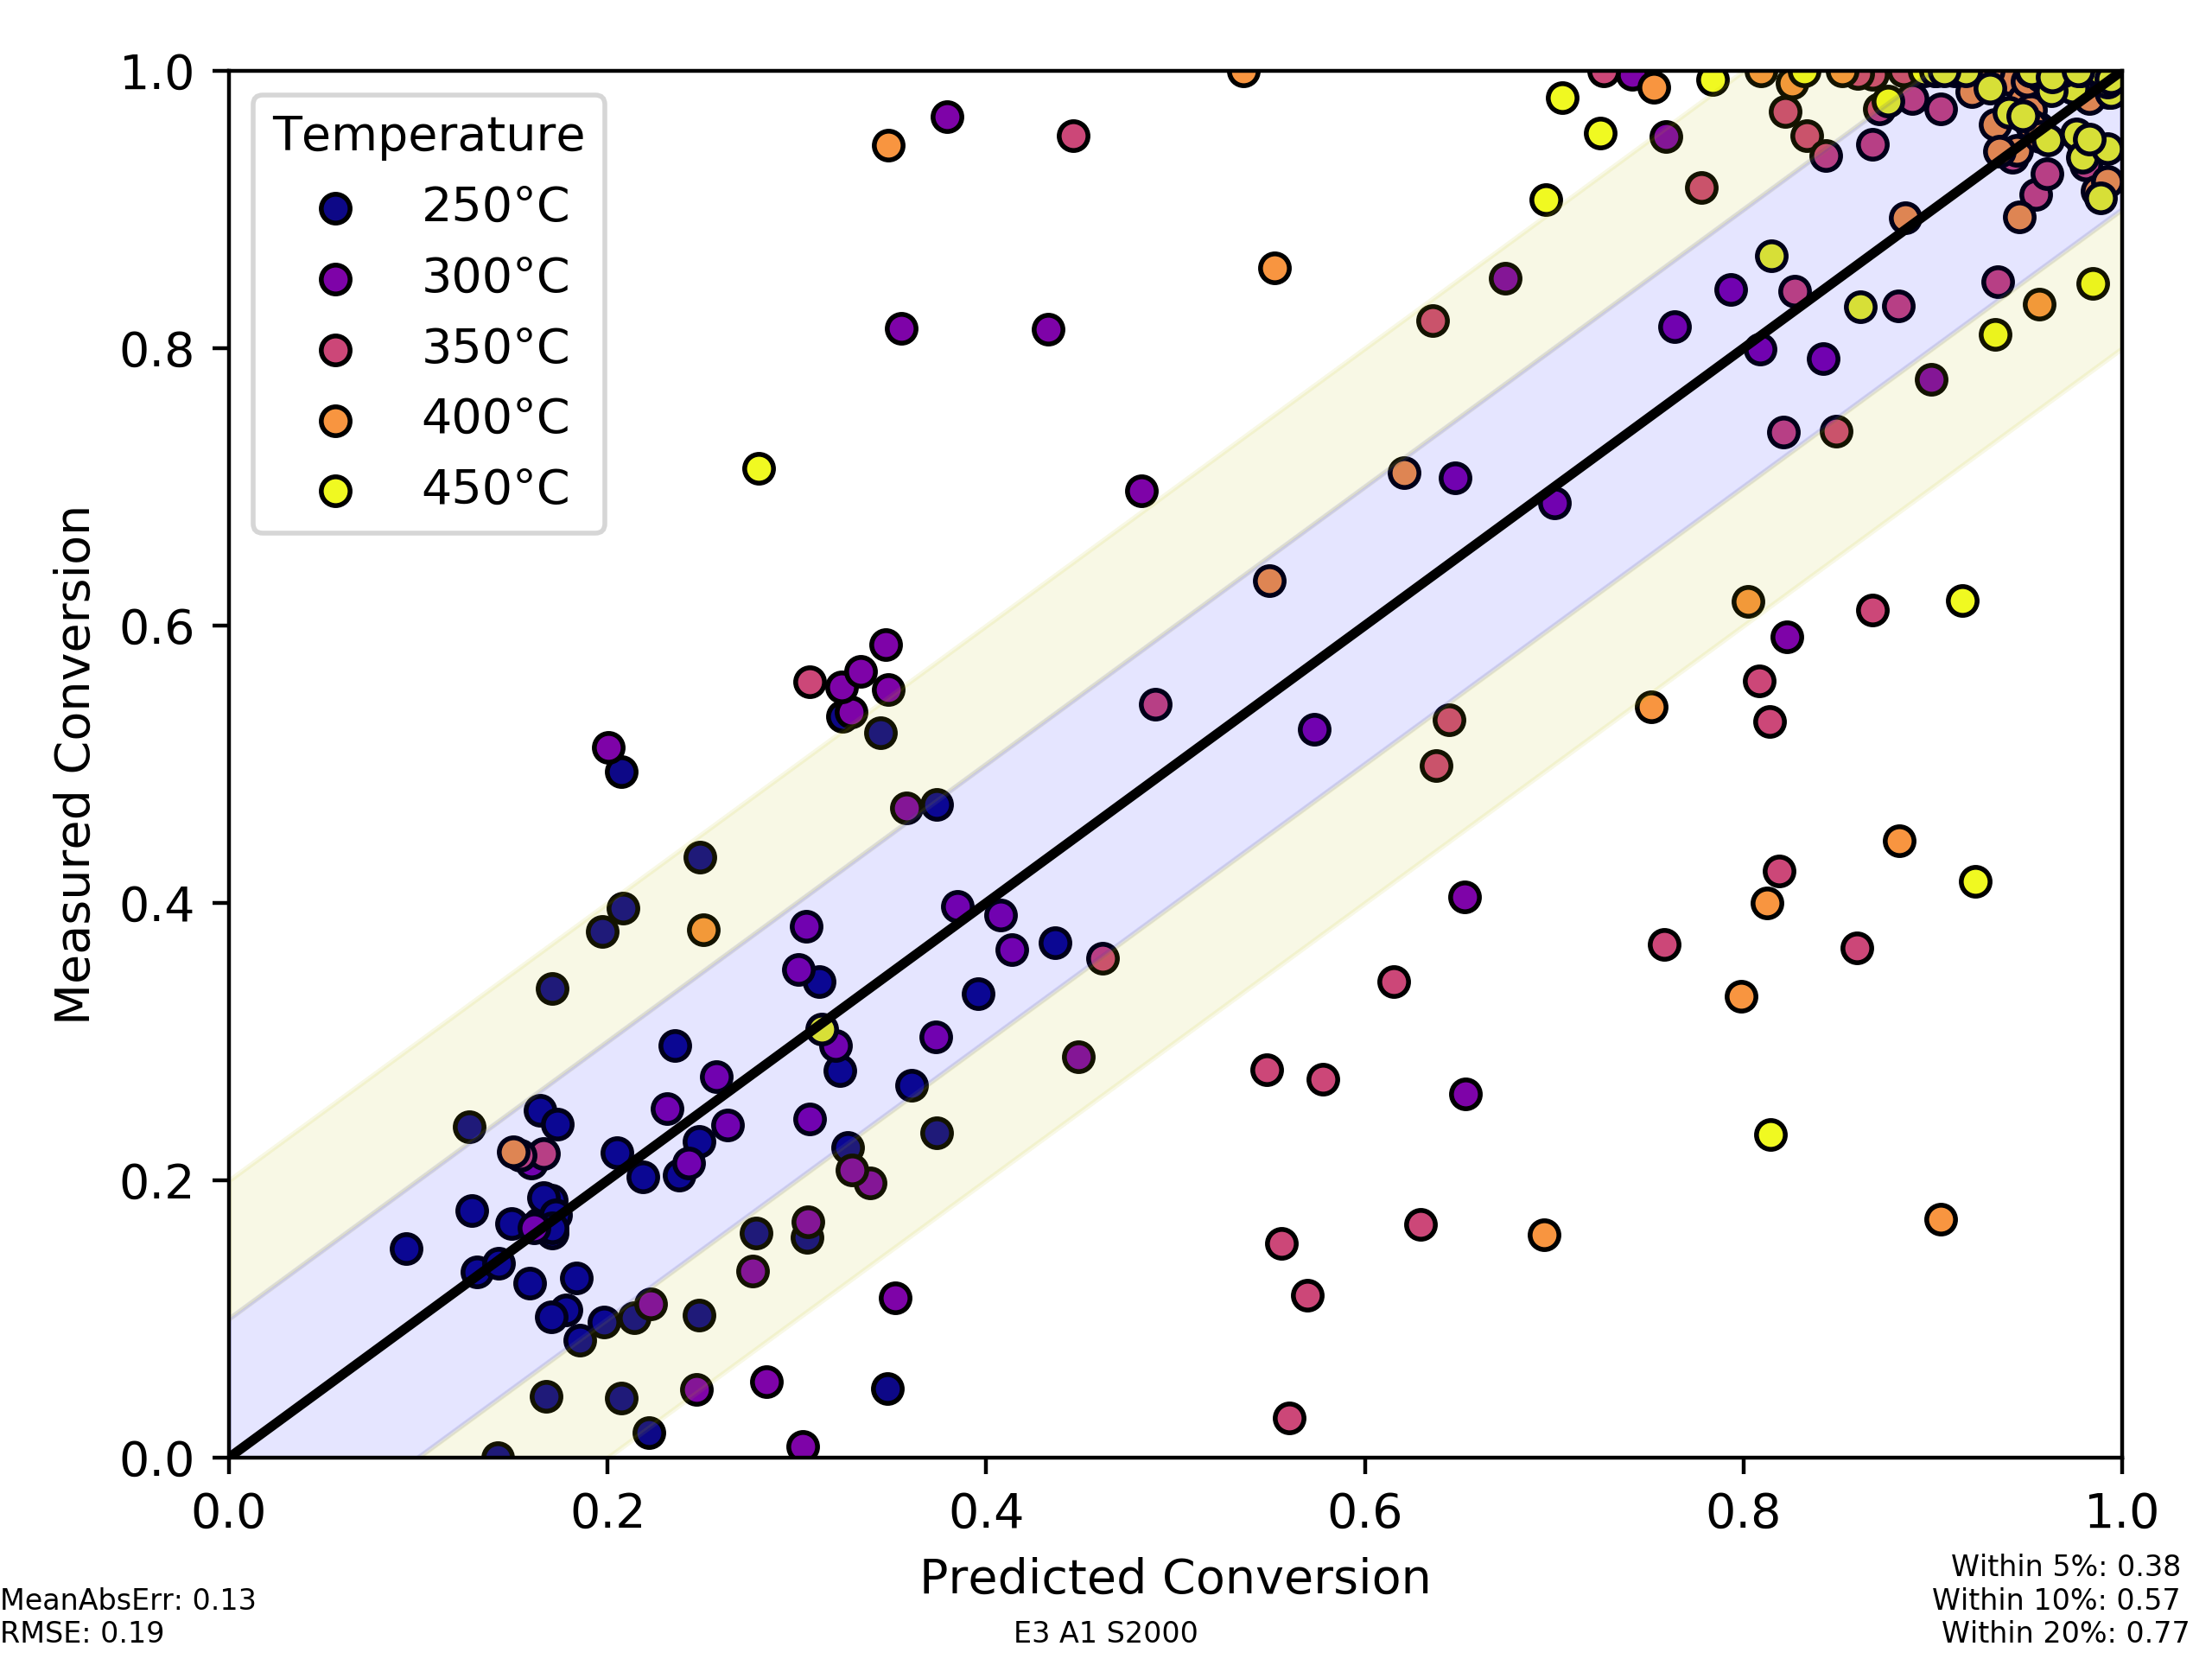 1.0
0.8
0.6
0.4
0.2
0.0
Measured Conversion
Temperature
250°C
300°C
350°C
400°C
450°C
0.0 0.2 0.4 0.6 0.8 1.0
Predicted Conversion
MeanAbsErr: 0.13
RMSE: 0.19
E3 A1 S2000
Within 5%: 0.38
Within 10%: 0.57
Within 20%: 0.77